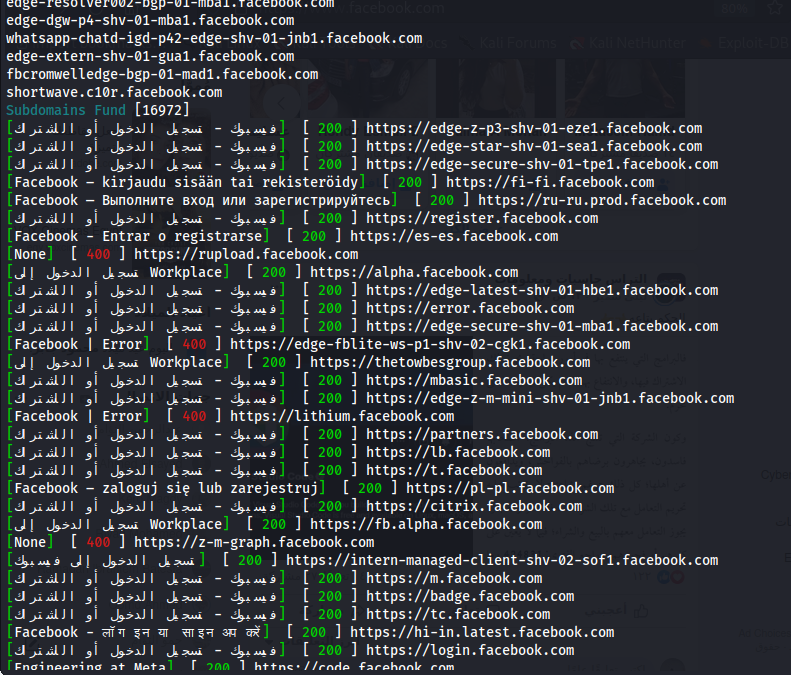 edge-resolver002-bgp-01-mba1.facebook.com
edge-dgw-p4-shv-01-mba1.facebook.com
whatsapp-chatd-igd-p42-edge-shv-01-jnb1.facebook.com
edge-extern-shv-01-gua1.facebook.com
fbcromwelledge-bgp-01-mad1.facebook.com
shortwave.c10r.facebook.com
Subdomains Fund [16972]
[فيسبوك - تسجيل الدخول أو الاشتراك] [ 200 ] https://edge-z-p3-shv-01-eze1.facebook.com
[فيسبوك - تسجيل الدخول أو الاشتراك] [ 200 ] https://edge-star-shv-01-sea1.facebook.com
[فيسبوك - تسجيل الدخول أو الاشتراك] [ 200 ] https://edge-secure-shv-01-tpe1.facebook.com
[Facebook – kirjaudu sisään tai rekisteröidy] [ 200 ] https://fi-fi.facebook.com
[Facebook — Выполните вход или зарегистрируйтесь] [ 200 ] https://ru-ru.prod.facebook.com
[فيسبوك - تسجيل الدخول أو الاشتراك] [ 200 ] https://register.facebook.com
[Facebook - Entrar o registrarse] [ 200 ] https://es-es.facebook.com
[None] [ 400 ] https://rupload.facebook.com
[تسجيل الدخول إلى Workplace] [ 200 ] https://alpha.facebook.com
[فيسبوك - تسجيل الدخول أو الاشتراك] [ 200 ] https://edge-latest-shv-01-hbe1.facebook.com
[فيسبوك - تسجيل الدخول أو الاشتراك] [ 200 ] https://error.facebook.com
[فيسبوك - تسجيل الدخول أو الاشتراك] [ 200 ] https://edge-secure-shv-01-mba1.facebook.com
[Facebook | Error] [ 400 ] https://edge-fblite-ws-p1-shv-02-cgk1.facebook.com
[تسجيل الدخول إلى Workplace] [ 200 ] https://thetowbesgroup.facebook.com
[فيسبوك - تسجيل الدخول أو الاشتراك] [ 200 ] https://mbasic.facebook.com
[فيسبوك - تسجيل الدخول أو الاشتراك] [ 200 ] https://edge-z-m-mini-shv-01-jnb1.facebook.com
[Facebook | Error] [ 400 ] https://lithium.facebook.com
[فيسبوك - تسجيل الدخول أو الاشتراك] [ 200 ] https://partners.facebook.com
[فيسبوك - تسجيل الدخول أو الاشتراك] [ 200 ] https://lb.facebook.com
[فيسبوك - تسجيل الدخول أو الاشتراك] [ 200 ] https://t.facebook.com
[Facebook – zaloguj się lub zarejestruj] [ 200 ] https://pl-pl.facebook.com
[فيسبوك - تسجيل الدخول أو الاشتراك] [ 200 ] https://citrix.facebook.com
[تسجيل الدخول إلى Workplace] [ 200 ] https://fb.alpha.facebook.com
[None] [ 400 ] https://z-m-graph.facebook.com
[تسجيل الدخول إلى فيسبوك] [ 200 ] https://intern-managed-client-shv-02-sof1.facebook.com
[فيسبوك - تسجيل الدخول أو الاشتراك] [ 200 ] https://m.facebook.com
[فيسبوك - تسجيل الدخول أو الاشتراك] [ 200 ] https://badge.facebook.com
[فيسبوك - تسجيل الدخول أو الاشتراك] [ 200 ] https://tc.facebook.com
[Facebook - लॉग इन या साइन अप करें] [ 200 ] https://hi-in.latest.facebook.com
[فيسبوك - تسجيل الدخول أو الاشتراك] [ 200 ] https://login.facebook.com
[Engineering at Meta] [ 200 ] https://code.facebook.com